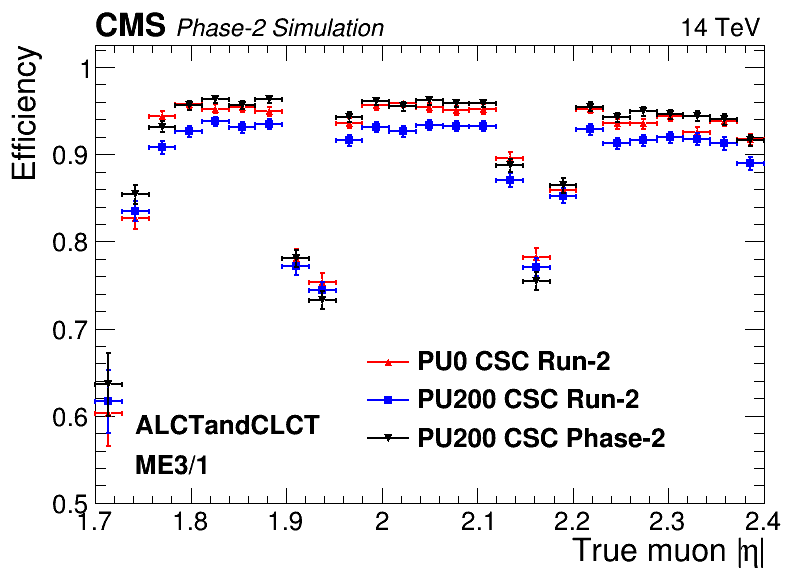 CMS Phase-2 Simulation 14 TeV
Efficiency
1
0.9
0.8
0.7
0.6
0.5
PU0 CSC Run-2
PU200 CSC Run-2
PU200 CSC Phase-2
ALCTandCLCT
ME3/1
1.7 1.8 1.9 2 2.1 2.2 2.3 2.4
True muon |η|